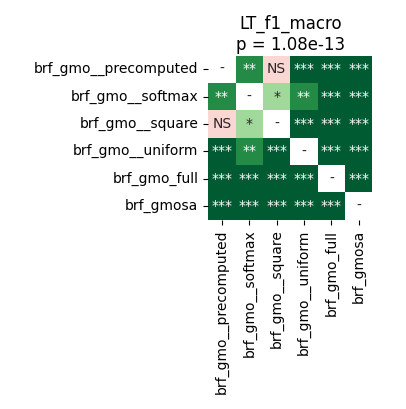 LT_f1_macro
p = 1.08e-13
brf_gmo__precomputed - ** NS *** *** ***
brf_gmo__softmax ** - * ** *** ***
brf_gmo__square NS * - *** *** ***
brf_gmo__uniform *** ** *** - *** ***
brf_gmo_full *** *** *** *** - ***
brf_gmosa *** *** *** *** *** -
brf_gmo__precomputed
brf_gmo__softmax
brf_gmo__square
brf_gmo__uniform
brf_gmo_full
brf_gmosa